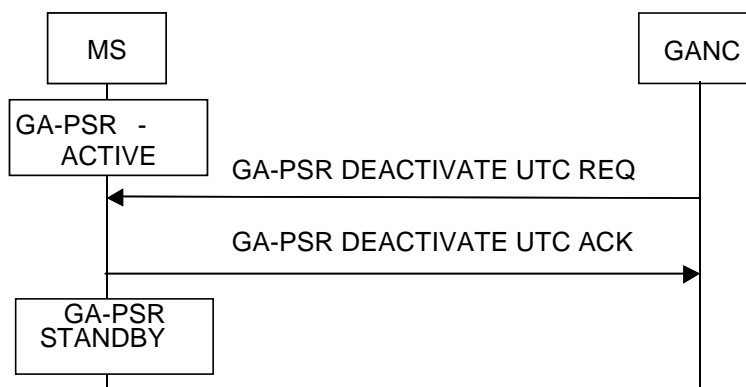 MS
GANC
GA-PSR -
ACTIVE
GA-PSR DEACTIVATE UTC REQ
GA-PSR DEACTIVATE UTC ACK
GA-PSR
STANDBY